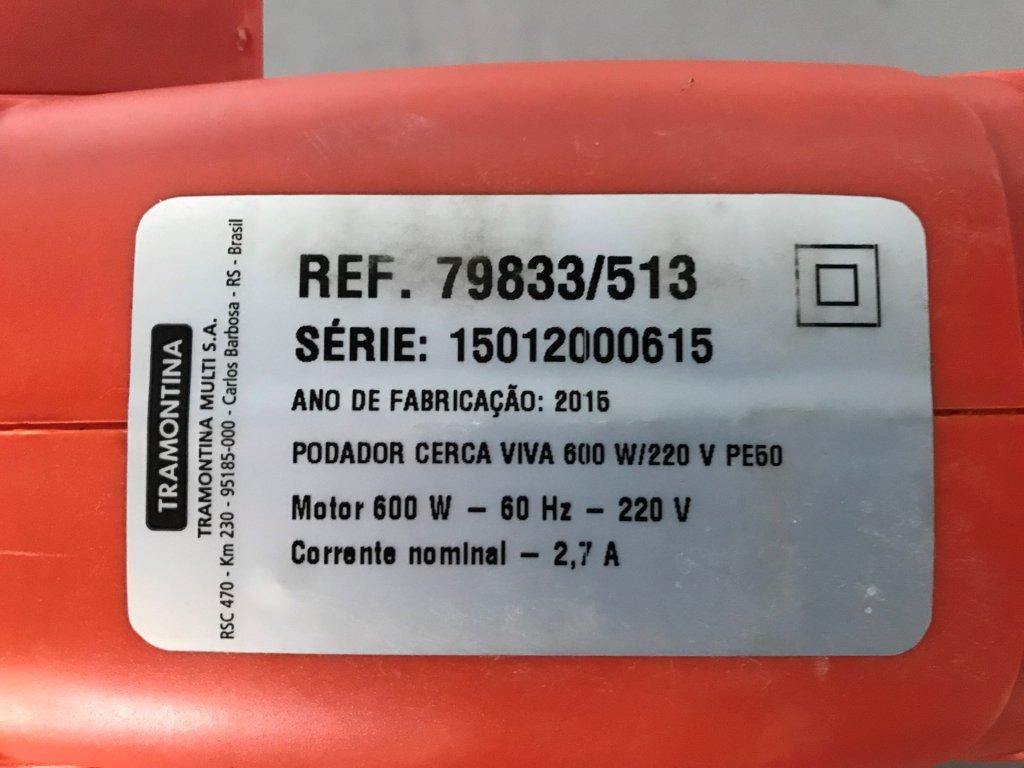 REF. 79833/513
SÉRIE: 15012000615
ANO DE FABRICAÇÃO: 2015
PODADOR CERCA VIVA 600 W/220 V PE50
Motor 600 W – 60 Hz – 220 V
Corrente nominal – 2,7 A
TRAMONTINA
TRAMONTINA MULTI S.A.
RSC 470 - Km 230 - 95185-000 - Carlos Barbosa - RS - Brasil